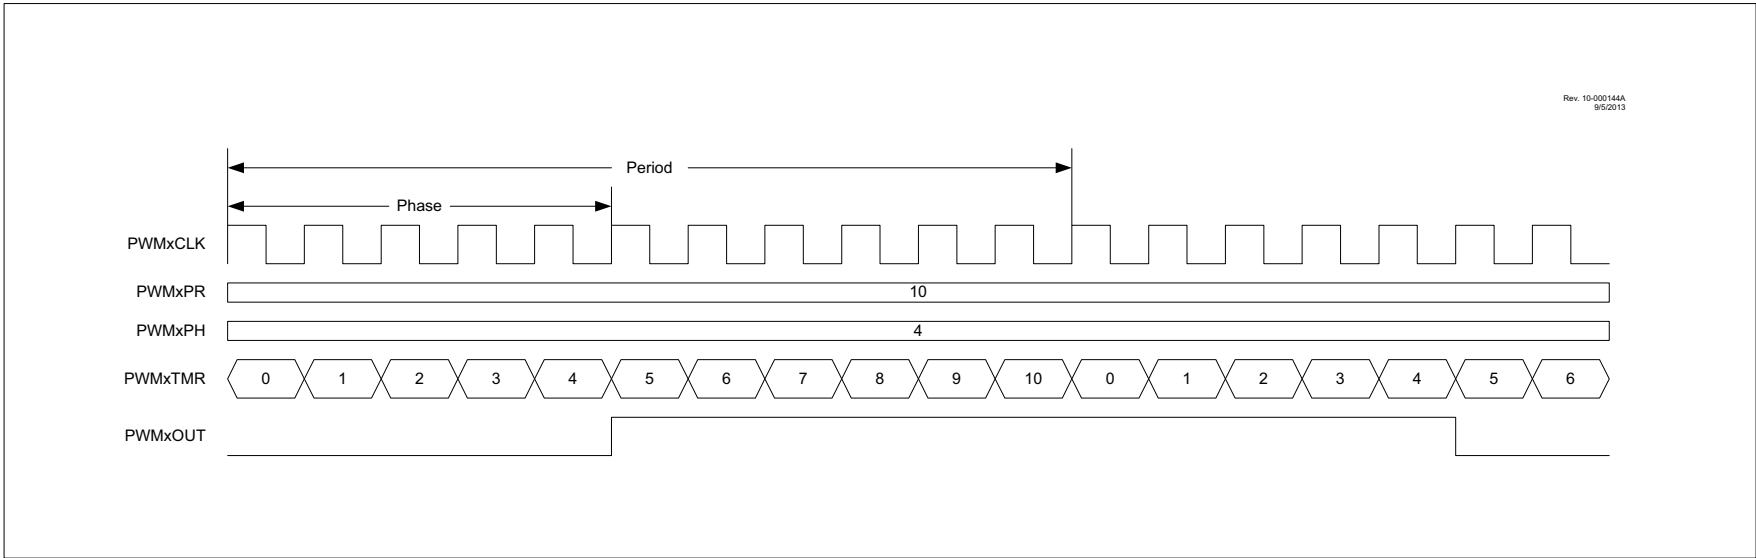 Rev. 10-000144A
9/5/2013
Period
Phase
PWMxCLK
PWMxPR 10
PWMxPH 4
PWMxTMR 0 1 2 3 4 5 6 7 8 9 10 0 1 2 3 4 5 6
PWMxOUT